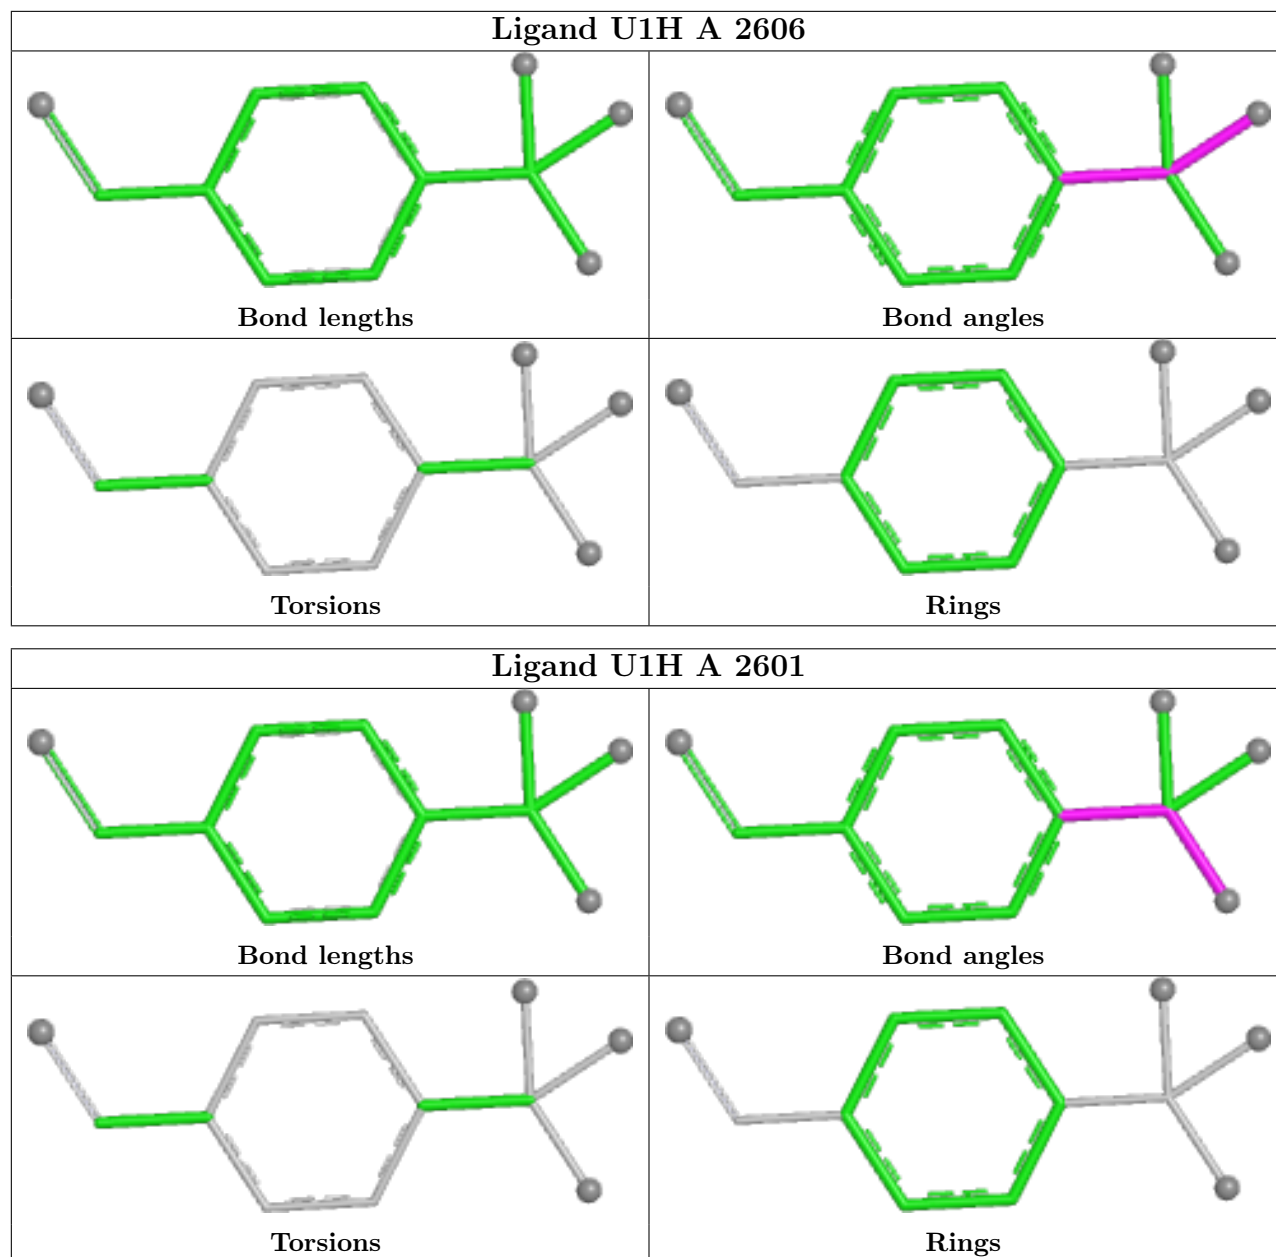 Ligand U1H A 2606
Bond lengths
Bond angles
Torsions
Rings
Ligand U1H A 2601
Bond lengths
Bond angles
Torsions
Rings